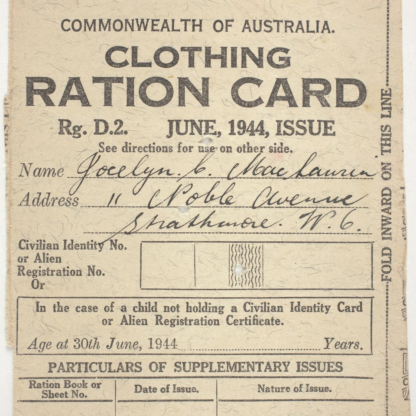 COMMONWEALTH OF AUSTRALIA.
CLOTHING
RATION CARD
Rg. D.2. JUNE, 1944, ISSUE
See directions for use on other side.
Name Jocelyn. C. MacLauren
Address 11 Noble Avenue
Strathmore. W. 6.
Civilian Identity No.
or Alien
Registration No.
Or
In the case of a child not holding a Civilian Identity Card
or Alien Registration Certificate.
Age at 30th June, 1944 Years.
PARTICULARS OF SUPPLEMENTARY ISSUES
Ration Book or Sheet No. Date of Issue. Nature of Issue.
FOLD INWARD ON THIS LINE